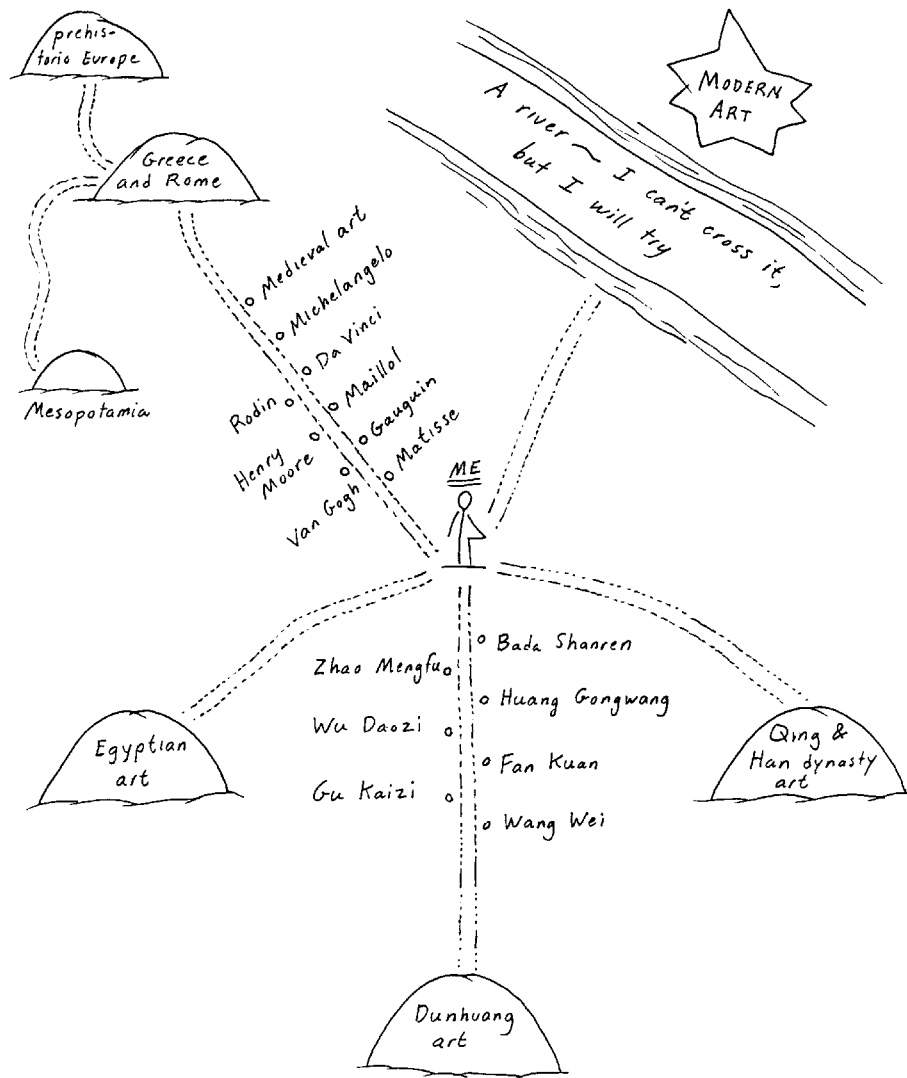 prehis-
toric Europe
MODERN
ART
A river ~ I can't cross it,
but I will try
Greece
and Rome
Medieval art
Michelangelo
Da Vinci
Maillol
Gauguin
Matisse
Rodin
Henry
Moore
Van Gogh
Mesopotamia
ME
Bada Shanren
Zhao Mengfu
Huang Gongwang
Wu Daozi
Fan Kuan
Gu Kaizi
Wang Wei
Egyptian
art
Qing &
Han dynasty
art
Dunhuang
art